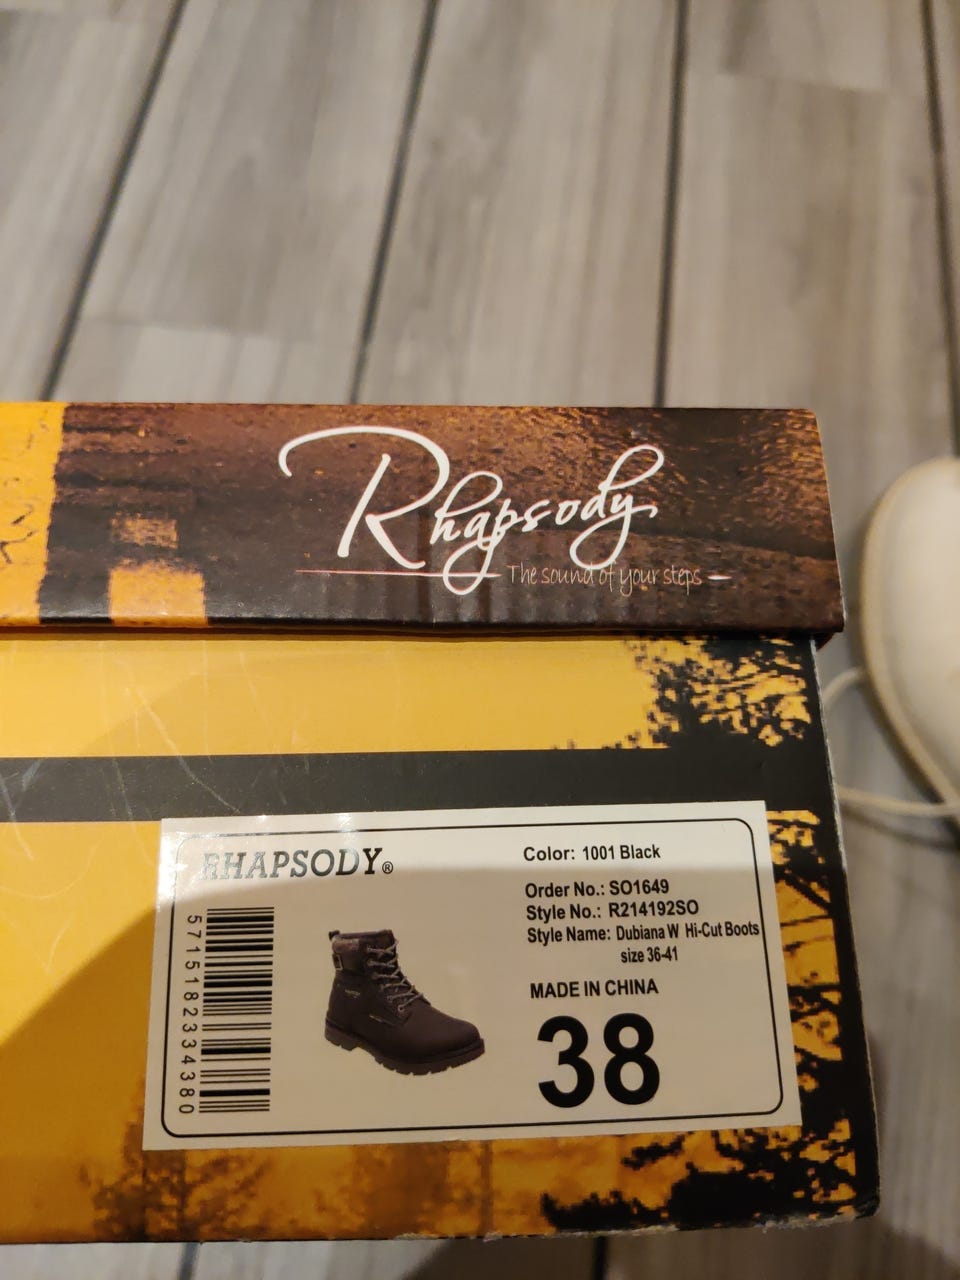 Rhapsody
The sound of your steps
RHAPSODY®
Color: 1001 Black
Order No.: SO1649
Style No.: R214192SO
Style Name: Dubiana W Hi-Cut Boots
size 36-41
MADE IN CHINA
38
5715182334380